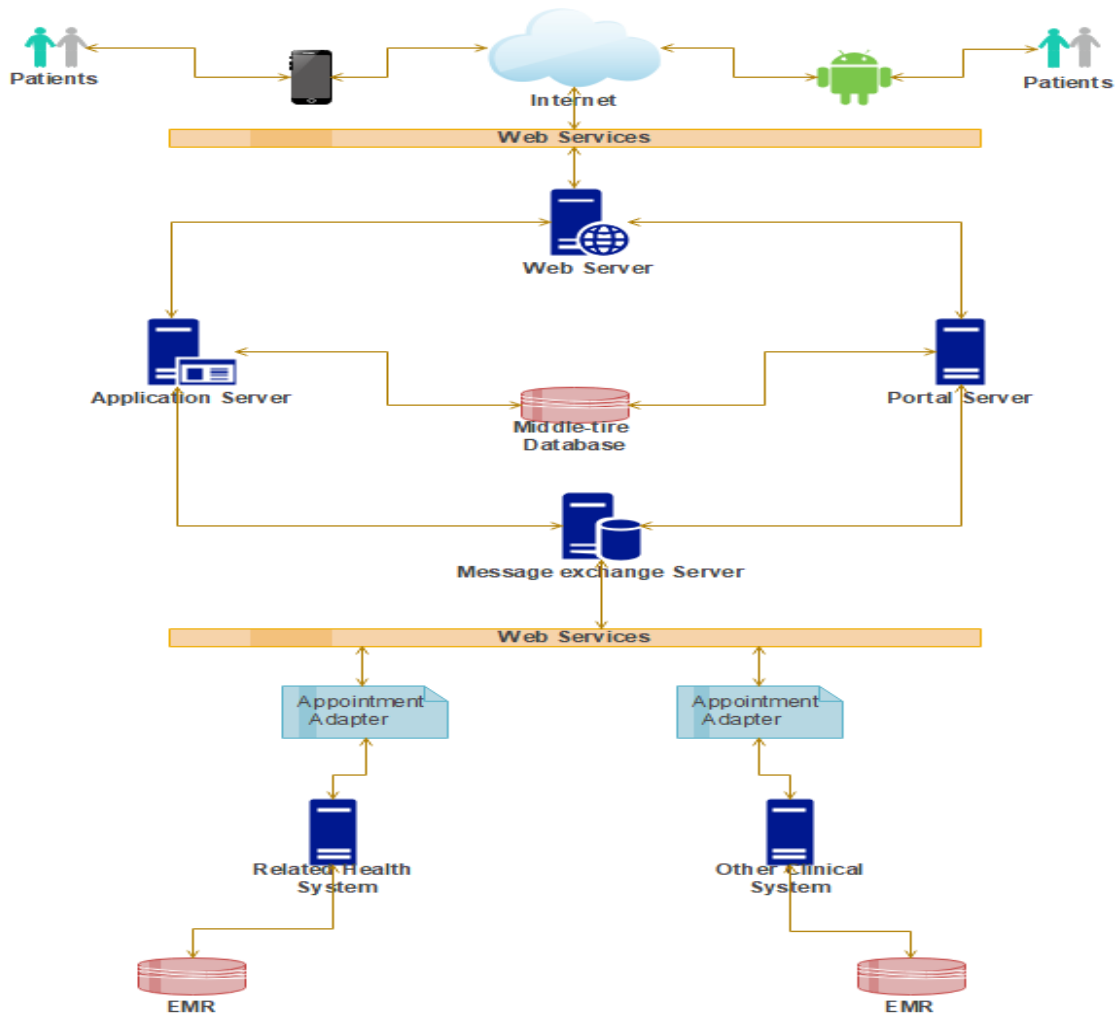 Patients
Internet
Patients
Web Services
Web Server
Application Server
Portal Server
Middle-tire
Database
Message exchange Server
Web Services
Appointment
Adapter
Appointment
Adapter
Related Health
System
Other Clinical
System
EMR
EMR